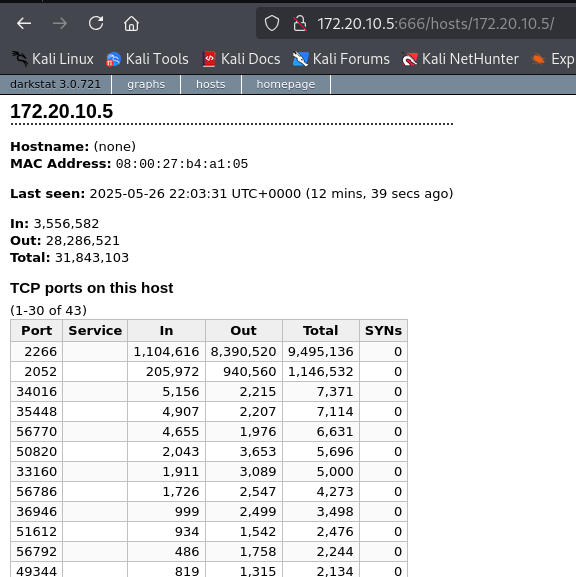 172.20.10.5:666/hosts/172.20.10.5/
Kali Linux Kali Tools Kali Docs Kali Forums Kali NetHunter Exp
darkstat 3.0.721 graphs hosts homepage
172.20.10.5
Hostname: (none)
MAC Address: 08:00:27:b4:a1:05
Last seen: 2025-05-26 22:03:31 UTC+0000 (12 mins, 39 secs ago)
In: 3,556,582
Out: 28,286,521
Total: 31,843,103
TCP ports on this host
(1-30 of 43)
Port Service In Out Total SYNs
2266 1,104,616 8,390,520 9,495,136 0
2052 205,972 940,560 1,146,532 0
34016 5,156 2,215 7,371 0
35448 4,907 2,207 7,114 0
56770 4,655 1,976 6,631 0
50820 2,043 3,653 5,696 0
33160 1,911 3,089 5,000 0
56786 1,726 2,547 4,273 0
36946 999 2,499 3,498 0
51612 934 1,542 2,476 0
56792 486 1,758 2,244 0
49344 819 1,315 2,134 0